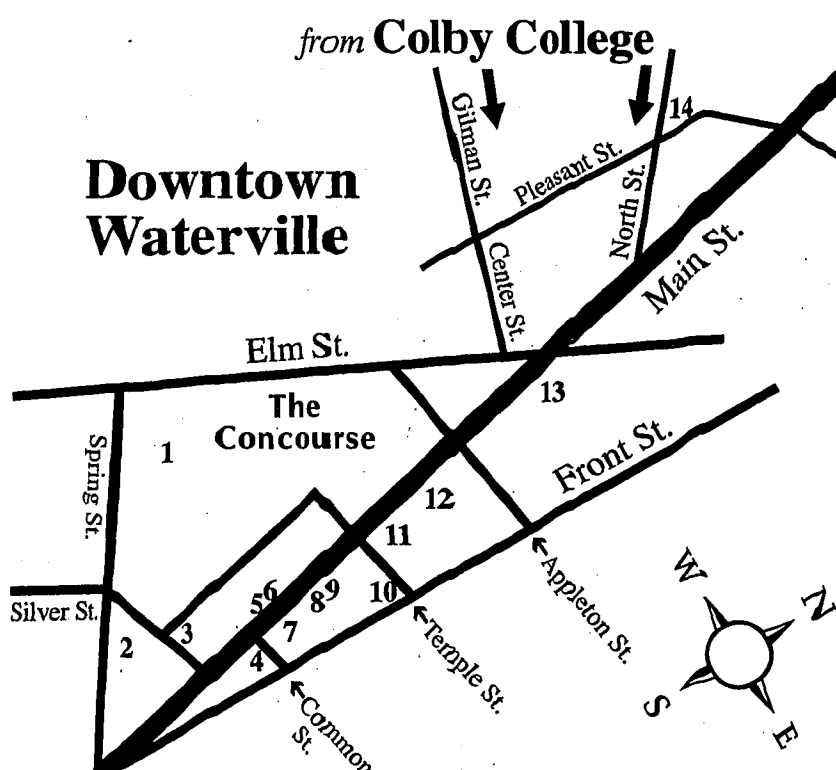 from Colby College
Gilman St.
14
Pleasant St.
Downtown
Waterville
North St.
Center St.
Main St.
Elm St.
13
The
Concourse
1
Spring St.
Front St.
12
11
Appleton St.
W
N
S
E
6
5
9
8
10
Silver St.
2
3
7
4
Temple St.
Common
St.